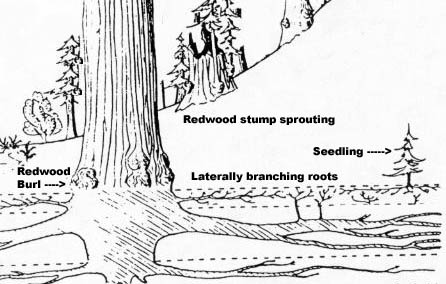 Redwood stump sprouting
Seedling ----->
Redwood
Burl ---->
Laterally branching roots